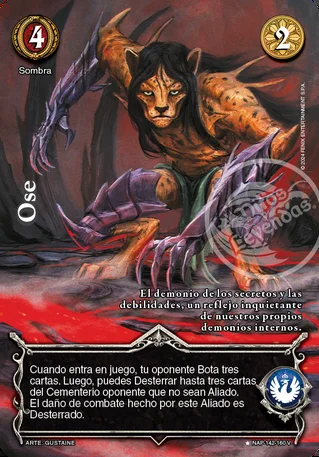 4
2
Sombra
© 2024 FENIX ENTERTAINMENT S.P.A.
Ose
El demonio de los secretos y las
debilidades, un reflejo inquietante
de nuestros propios
demonios internos.
Cuando entra en juego, tu oponente Bota tres
cartas. Luego, puedes Desterrar hasta tres cartas
del Cementerio oponente que no sean Aliado.
El daño de combate hecho por este Aliado es
Desterrado.
ARTE: GUSTAINE
NAP-142-160 V